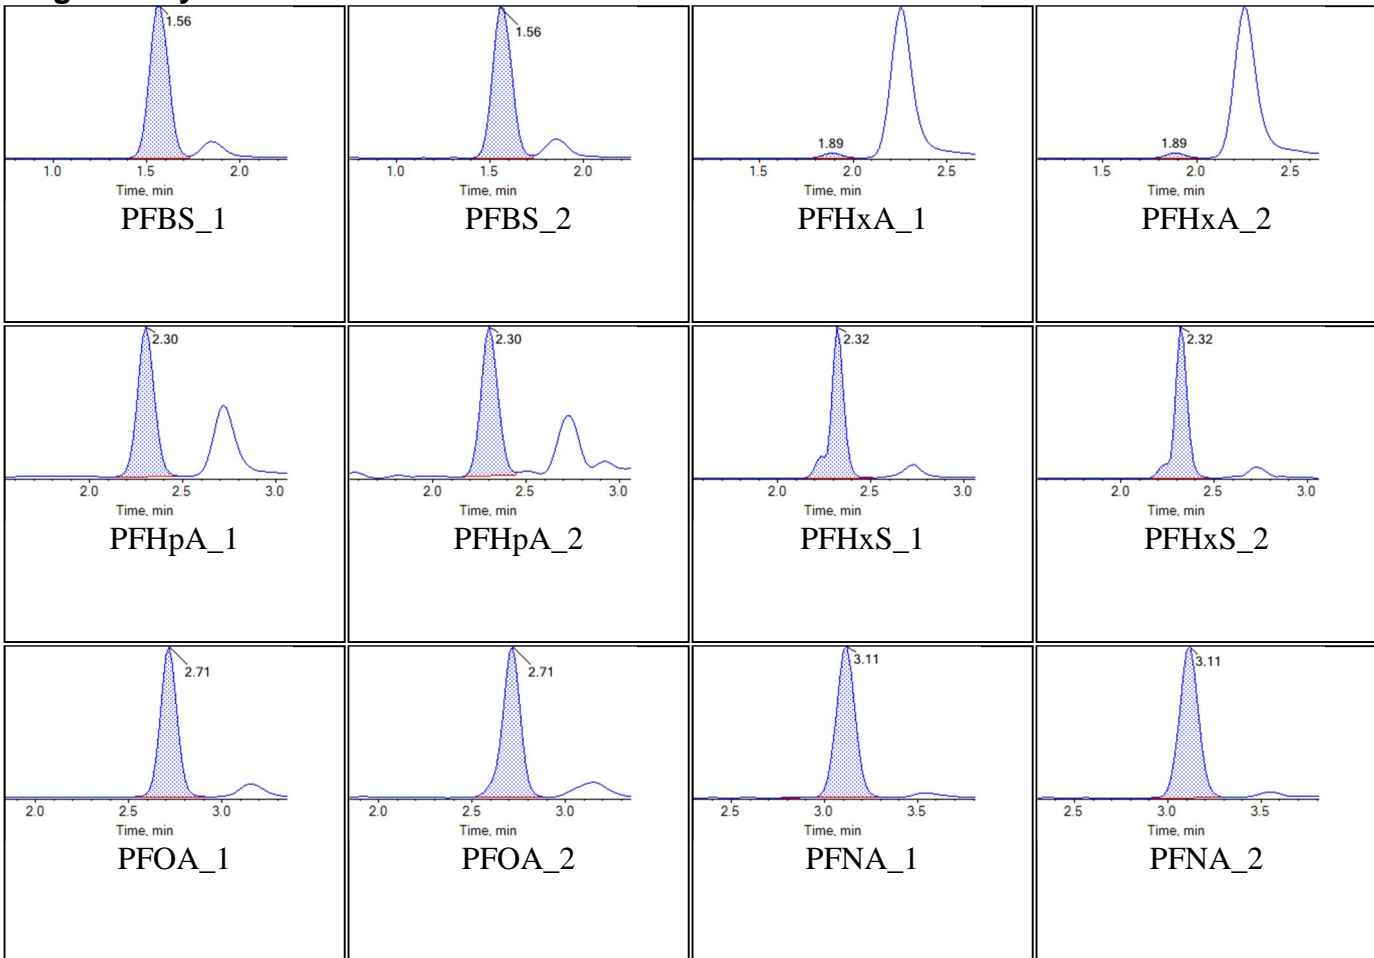 1.56
1.0 1.5 2.0
Time, min
PFBS_1
1.56
1.0 1.5 2.0
Time, min
PFBS_2
1.89
1.5 2.0 2.5
Time, min
PFHxA_1
1.89
1.5 2.0 2.5
Time, min
PFHxA_2
2.30
2.0 2.5 3.0
Time, min
PFHpA_1
2.30
2.0 2.5 3.0
Time, min
PFHpA_2
2.32
2.0 2.5 3.0
Time, min
PFHxS_1
2.32
2.0 2.5 3.0
Time, min
PFHxS_2
2.71
2.0 2.5 3.0
Time, min
PFOA_1
2.71
2.0 2.5 3.0
Time, min
PFOA_2
3.11
2.5 3.0 3.5
Time, min
PFNA_1
3.11
2.5 3.0 3.5
Time, min
PFNA_2